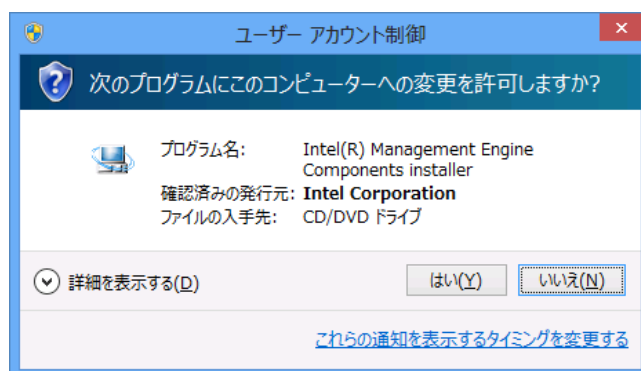 ユーザー アカウント制御
次のプログラムにこのコンピューターへの変更を許可しますか?
プログラム名: Intel(R) Management Engine
Components installer
確認済みの発行元: Intel Corporation
ファイルの入手先: CD/DVD ドライブ
詳細を表示する(D) はい(Y) いいえ(N)
これらの通知を表示するタイミングを変更する